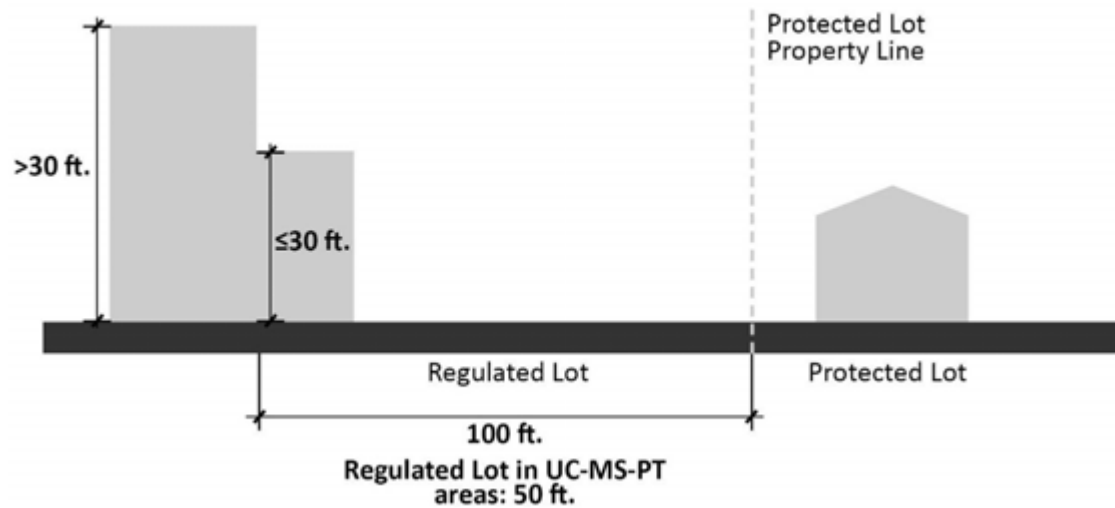 Protected Lot
Property Line
>30 ft.
≤30 ft.
Regulated Lot
Protected Lot
100 ft.
Regulated Lot in UC-MS-PT
areas: 50 ft.